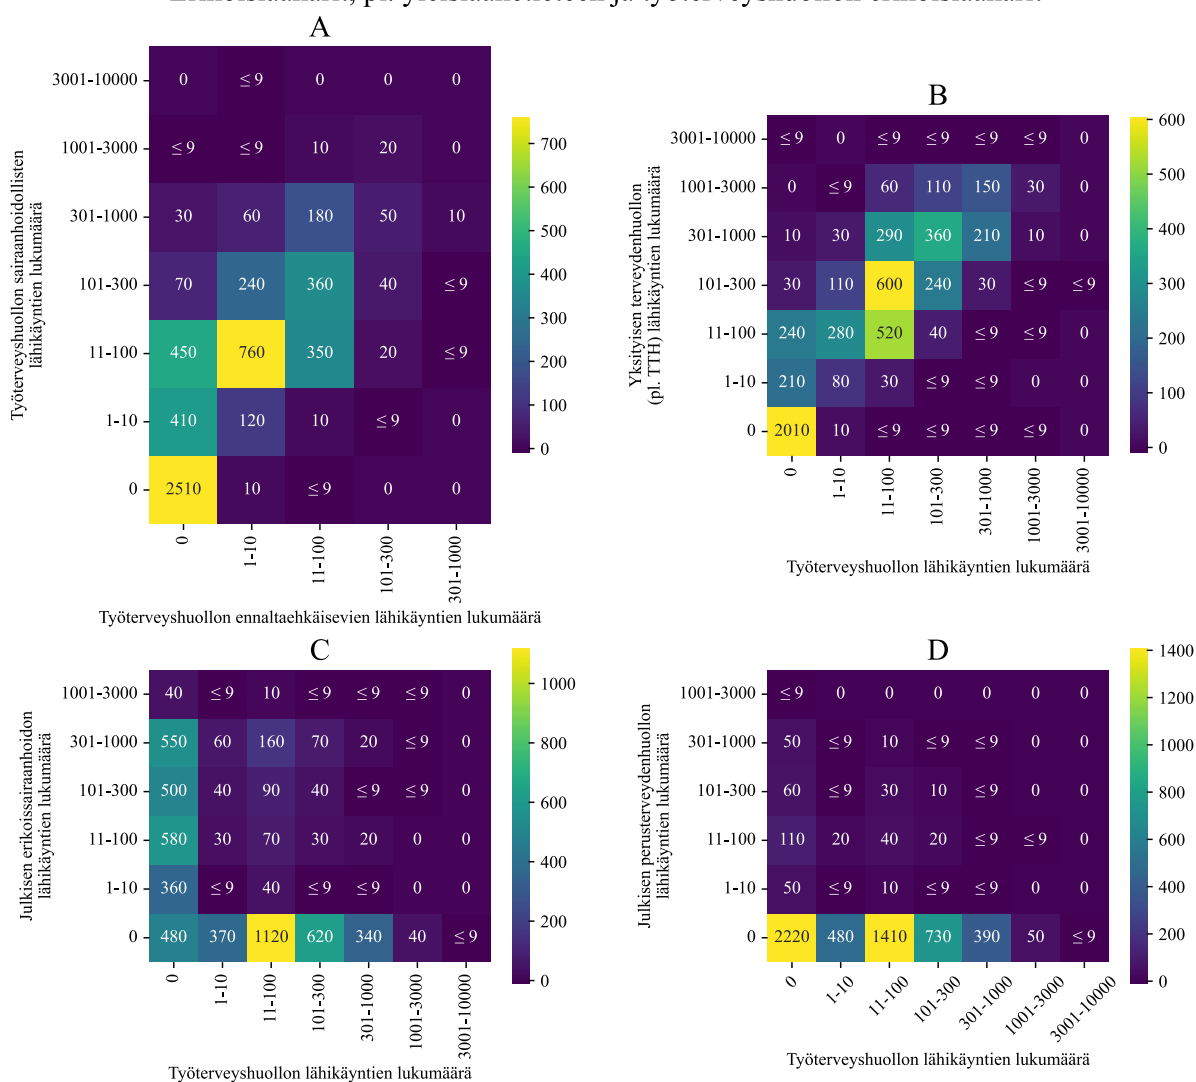 A
3001-10000 0 ≤ 9 0 0 0
1001-3000 ≤ 9 ≤ 9 10 20 0
301-1000 30 60 180 50 10
101-300 70 240 360 40 ≤ 9
11-100 450 760 350 20 ≤ 9
1-10 410 120 10 ≤ 9 0
0 2510 10 ≤ 9 0 0
0 1-10 11-100 101-300 301-1000
Työterveyshuollon sairaanhoidollisten
lähikäyntien lukumäärä
Työterveyshuollon ennaltaehkäisevien lähikäyntien lukumäärä
700
600
500
400
300
200
100
0
B
3001-10000 ≤ 9 0 ≤ 9 ≤ 9 ≤ 9 ≤ 9 0
1001-3000 0 ≤ 9 60 110 150 30 0
301-1000 10 30 290 360 210 10 0
101-300 30 110 600 240 30 ≤ 9 ≤ 9
11-100 240 280 520 40 ≤ 9 ≤ 9 0
1-10 210 80 30 ≤ 9 ≤ 9 0 0
0 2010 10 ≤ 9 ≤ 9 ≤ 9 ≤ 9 0
0 1-10 11-100 101-300 301-1000 1001-3000 3001-10000
Yksityisen terveydenhuollon
(pl. TTH) lähikäyntien lukumäärä
Työterveyshuollon lähikäyntien lukumäärä
600
500
400
300
200
100
0
C
1001-3000 40 ≤ 9 10 ≤ 9 ≤ 9 ≤ 9 0
301-1000 550 60 160 70 20 ≤ 9 0
101-300 500 40 90 40 ≤ 9 ≤ 9 0
11-100 580 30 70 30 20 0 0
1-10 360 ≤ 9 40 ≤ 9 ≤ 9 0 0
0 480 370 1120 620 340 40 ≤ 9
0 1-10 11-100 101-300 301-1000 1001-3000 3001-10000
Julkisen erikoissairaanhoidon
lähikäyntien lukumäärä
Työterveyshuollon lähikäyntien lukumäärä
1000
800
600
400
200
0
D
1001-3000 ≤ 9 0 0 0 0 0 0
301-1000 50 ≤ 9 10 ≤ 9 ≤ 9 0 0
101-300 60 ≤ 9 30 10 ≤ 9 0 0
11-100 110 20 40 20 ≤ 9 ≤ 9 0
1-10 50 ≤ 9 10 ≤ 9 ≤ 9 0 0
0 2220 480 1410 730 390 50 ≤ 9
0 1-10 11-100 101-300 301-1000 1001-3000 3001-10000
Julkisen perusterveydenhuollon
lähikäyntien lukumäärä
Työterveyshuollon lähikäyntien lukumäärä
1400
1200
1000
800
600
400
200
0